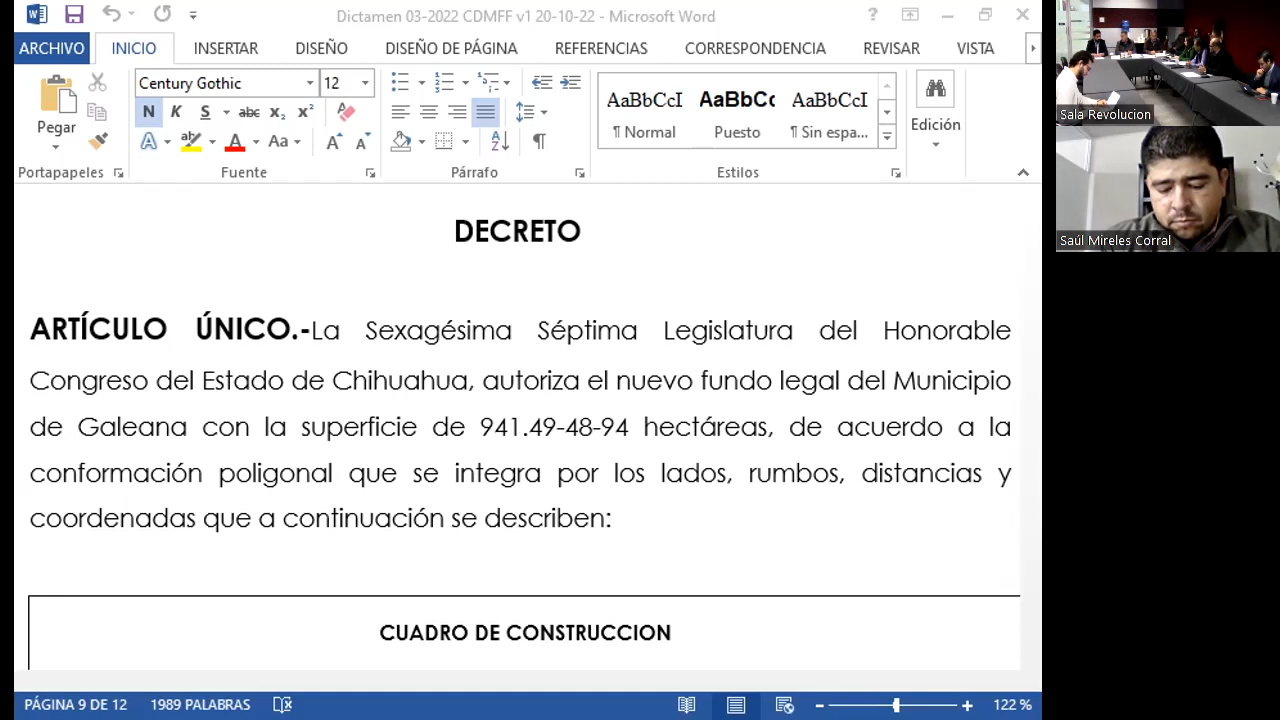 Dictamen 03-2022 CDMFF v1 20-10-22 - Microsoft Word
ARCHIVO INICIO INSERTAR DISEÑO DISEÑO DE PÁGINA REFERENCIAS CORRESPONDENCIA REVISAR VISTA
Pegar
Portapapeles
Century Gothic 12
N K S abc x₂ x²
A aby A Aa A A
Fuente
Párrafo
AaBbCcI AaBbCc AaBbCcI
¶ Normal Puesto ¶ Sin espa...
Estilos
Edición
DECRETO
ARTÍCULO ÚNICO.-La Sexagésima Séptima Legislatura del Honorable
Congreso del Estado de Chihuahua, autoriza el nuevo fundo legal del Municipio
de Galeana con la superficie de 941.49-48-94 hectáreas, de acuerdo a la
conformación poligonal que se integra por los lados, rumbos, distancias y
coordenadas que a continuación se describen:
CUADRO DE CONSTRUCCION
PÁGINA 9 DE 12 1989 PALABRAS 122 %
Sala Revolucion
Saúl Mireles Corral